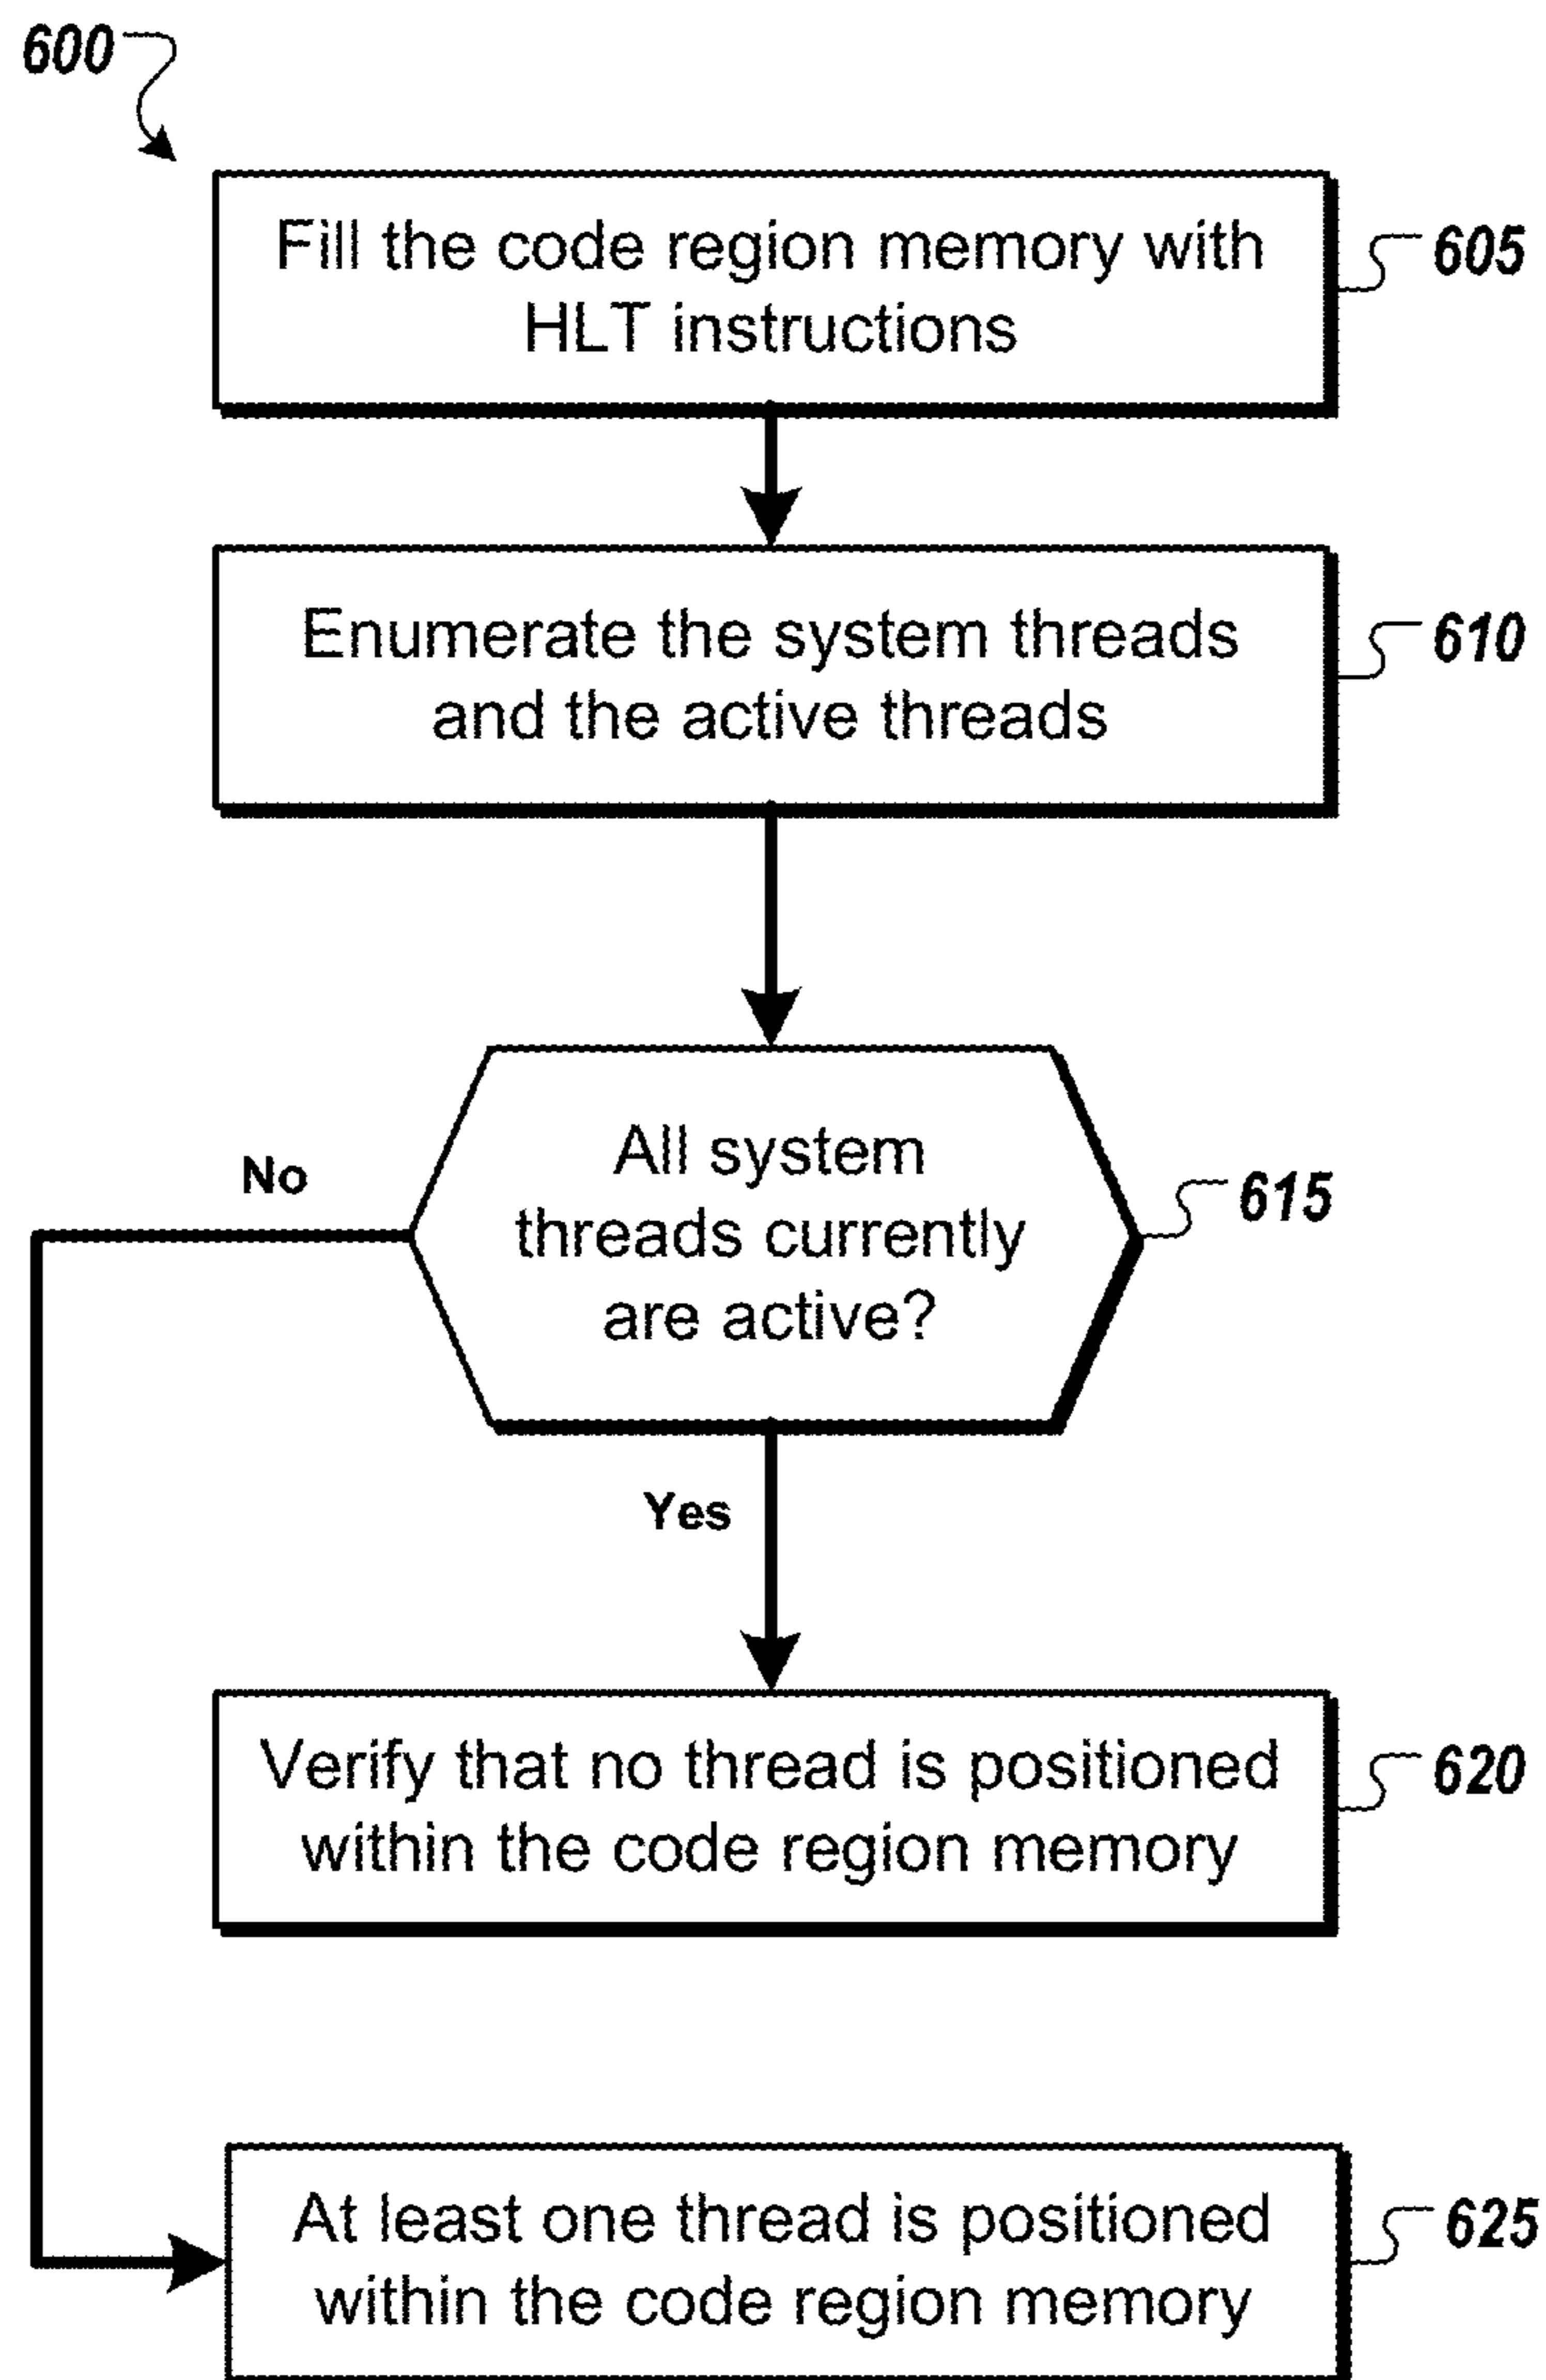 600
Fill the code region memory with
HLT instructions
605
Enumerate the system threads
and the active threads
610
All system
threads currently
are active?
615
No
Yes
Verify that no thread is positioned
within the code region memory
620
At least one thread is positioned
within the code region memory
625